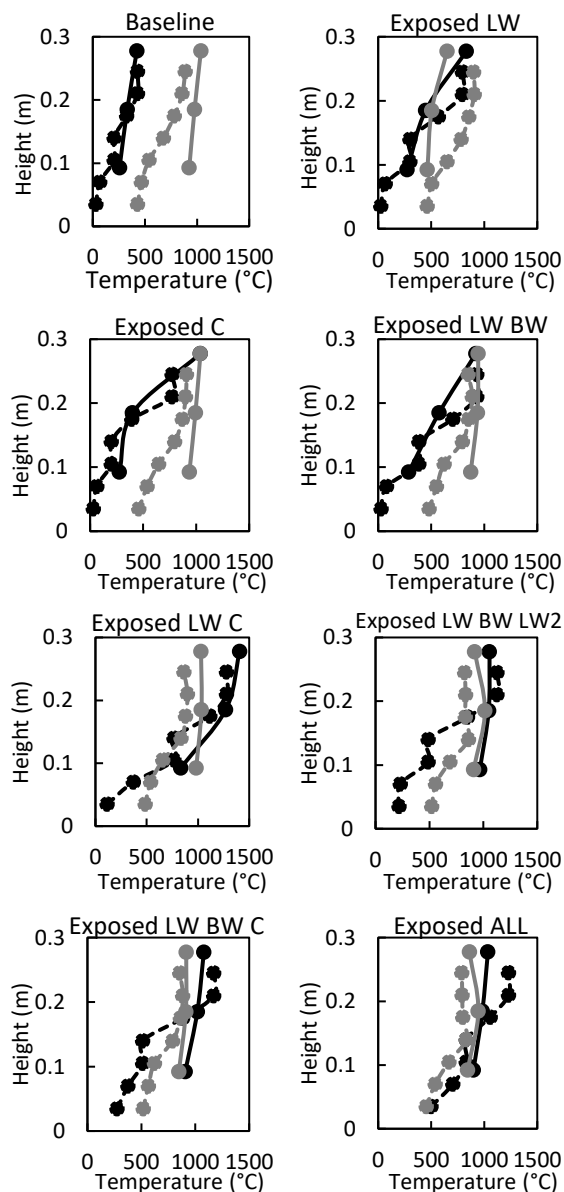 Baseline
0.3
0.2
0.1
0
Height (m)
0 500 1000 1500
Temperature (°C)
Exposed LW
0.3
0.2
0.1
0
Height (m)
0 500 1000 1500
Temperature (°C)
Exposed C
0.3
0.2
0.1
0
Height (m)
0 500 1000 1500
Temperature (°C)
Exposed LW BW
0.3
0.2
0.1
0
Height (m)
0 500 1000 1500
Temperature (°C)
Exposed LW C
0.3
0.2
0.1
0
Height (m)
0 500 1000 1500
Temperature (°C)
Exposed LW BW LW2
0.3
0.2
0.1
0
Height (m)
0 500 1000 1500
Temperature (°C)
Exposed LW BW C
0.3
0.2
0.1
0
Height (m)
0 500 1000 1500
Temperature (°C)
Exposed ALL
0.3
0.2
0.1
0
Height (m)
0 500 1000 1500
Temperature (°C)